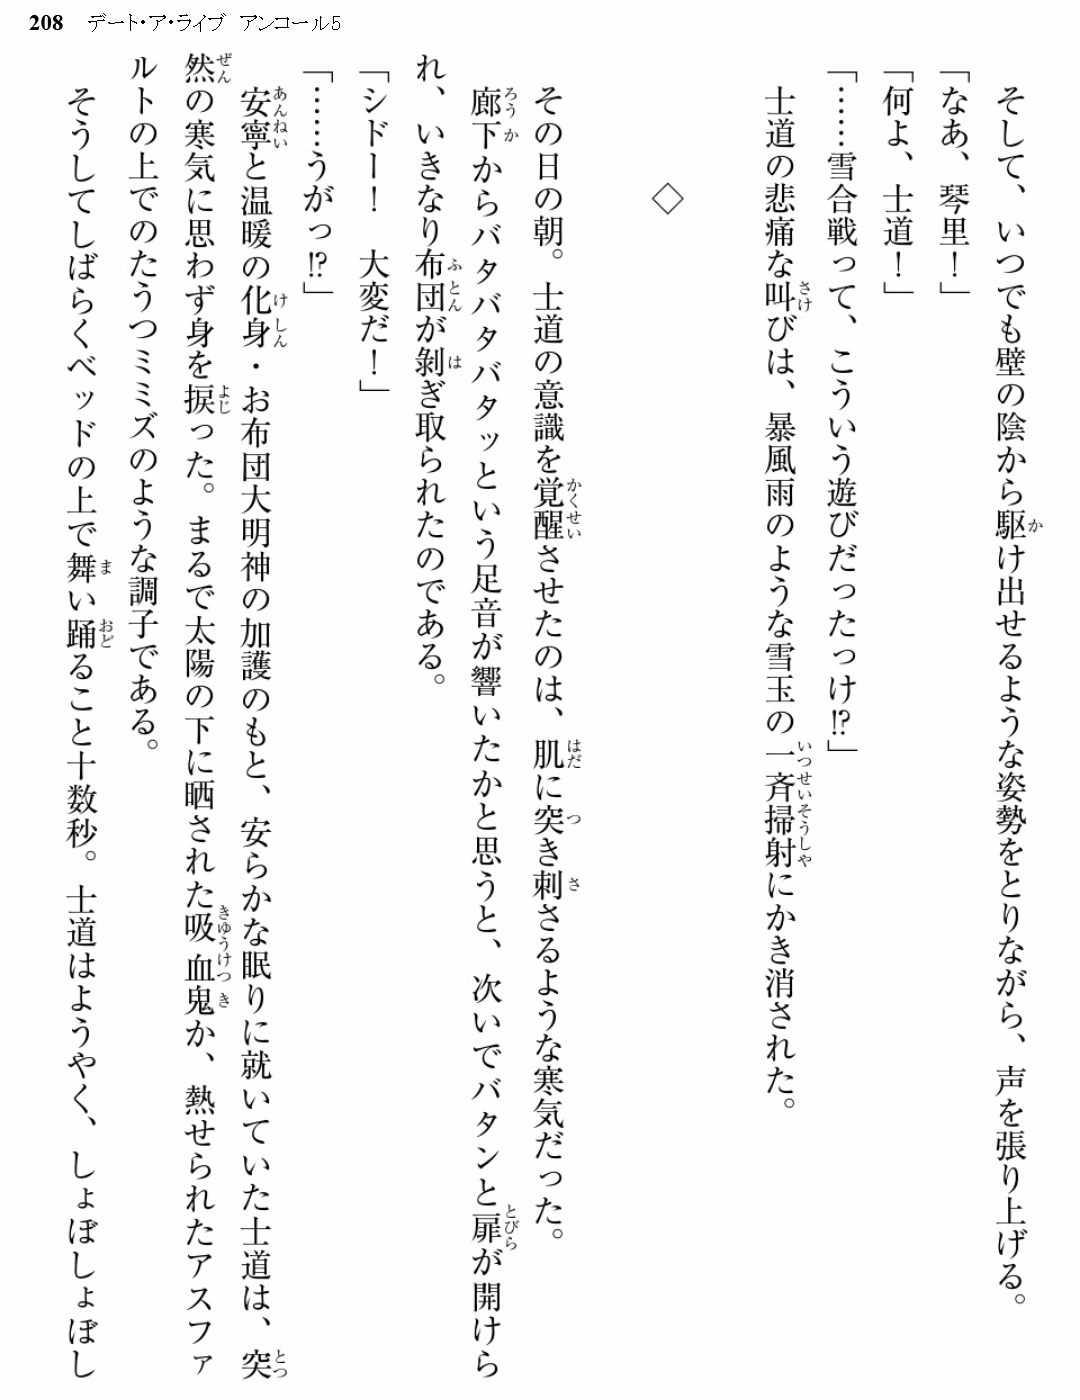 208 デート・ア・ライブ アンコール5
そして、いつでも壁の陰から駆け出せるような姿勢をとりながら、声を張り上げる。
「なあ、琴里！」
「何よ、士道！」
「……雪合戦って、こういう遊びだったっけ⁉」
士道の悲痛な叫びは、暴風雨のような雪玉の一斉掃射にかき消された。
◇
その日の朝。士道の意識を覚醒させたのは、肌に突き刺さるような寒気だった。
廊下からバタバタバタッという足音が響いたかと思うと、次いでバタンと扉が開けら
れ、いきなり布団が剝ぎ取られたのである。
「シドー！　大変だ！」
「……うがっ⁉」
安寧と温暖の化身・お布団大明神の加護のもと、安らかな眠りに就いていた士道は、突
然の寒気に思わず身を捩った。まるで太陽の下に晒された吸血鬼か、熱せられたアスファ
ルトの上でのたうつミミズのような調子である。
そうしてしばらくベッドの上で舞い踊ること十数秒。士道はようやく、しょぼしょぼし